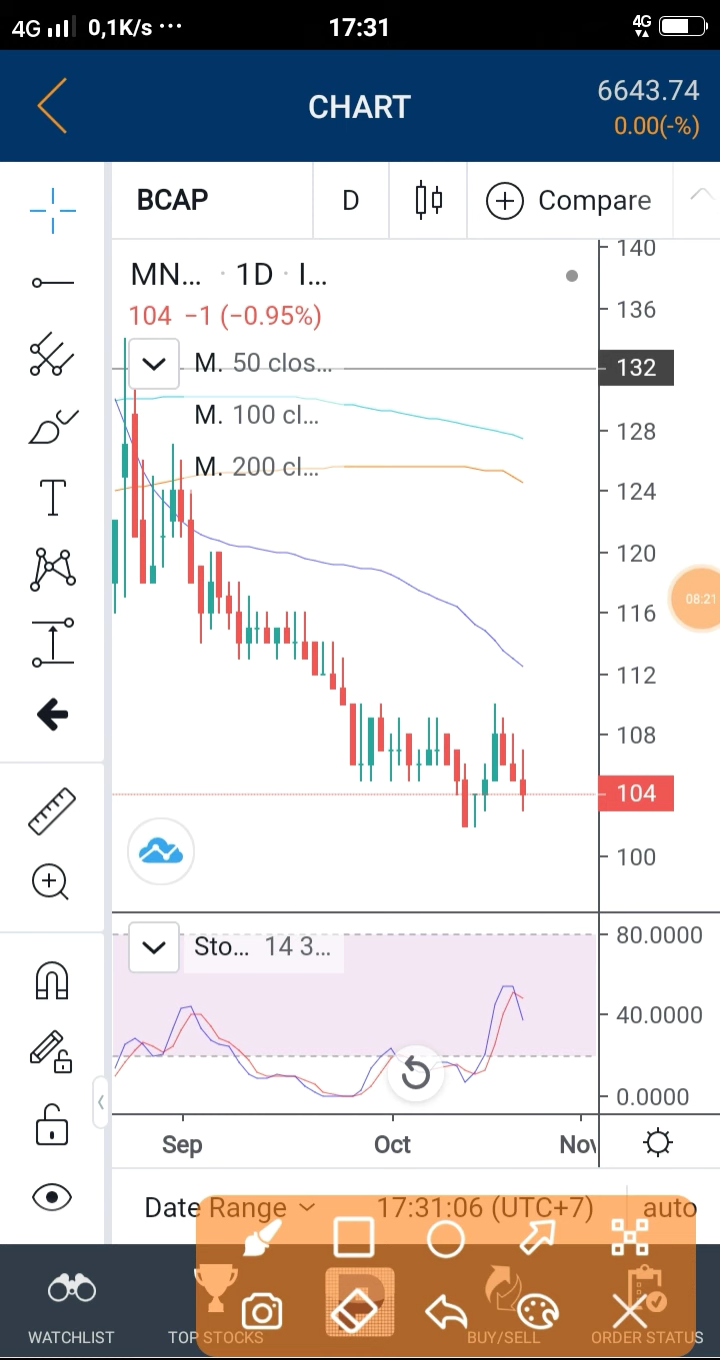 4G 0,1K/s ... 17:31 4G
CHART
6643.74
0.00(-%)
BCAP D Compare
MN... · 1D · I...
104 −1 (−0.95%)
M. 50 clos...
M. 100 cl...
M. 200 cl...
140
136
132
128
124
120
116
112
108
104
100
08:21
Sto... 14 3...
80.0000
40.0000
0.0000
Sep Oct Nov
Date Range 17:31:06 (UTC+7) auto
WATCHLIST TOP STOCKS BUY/SELL ORDER STATUS